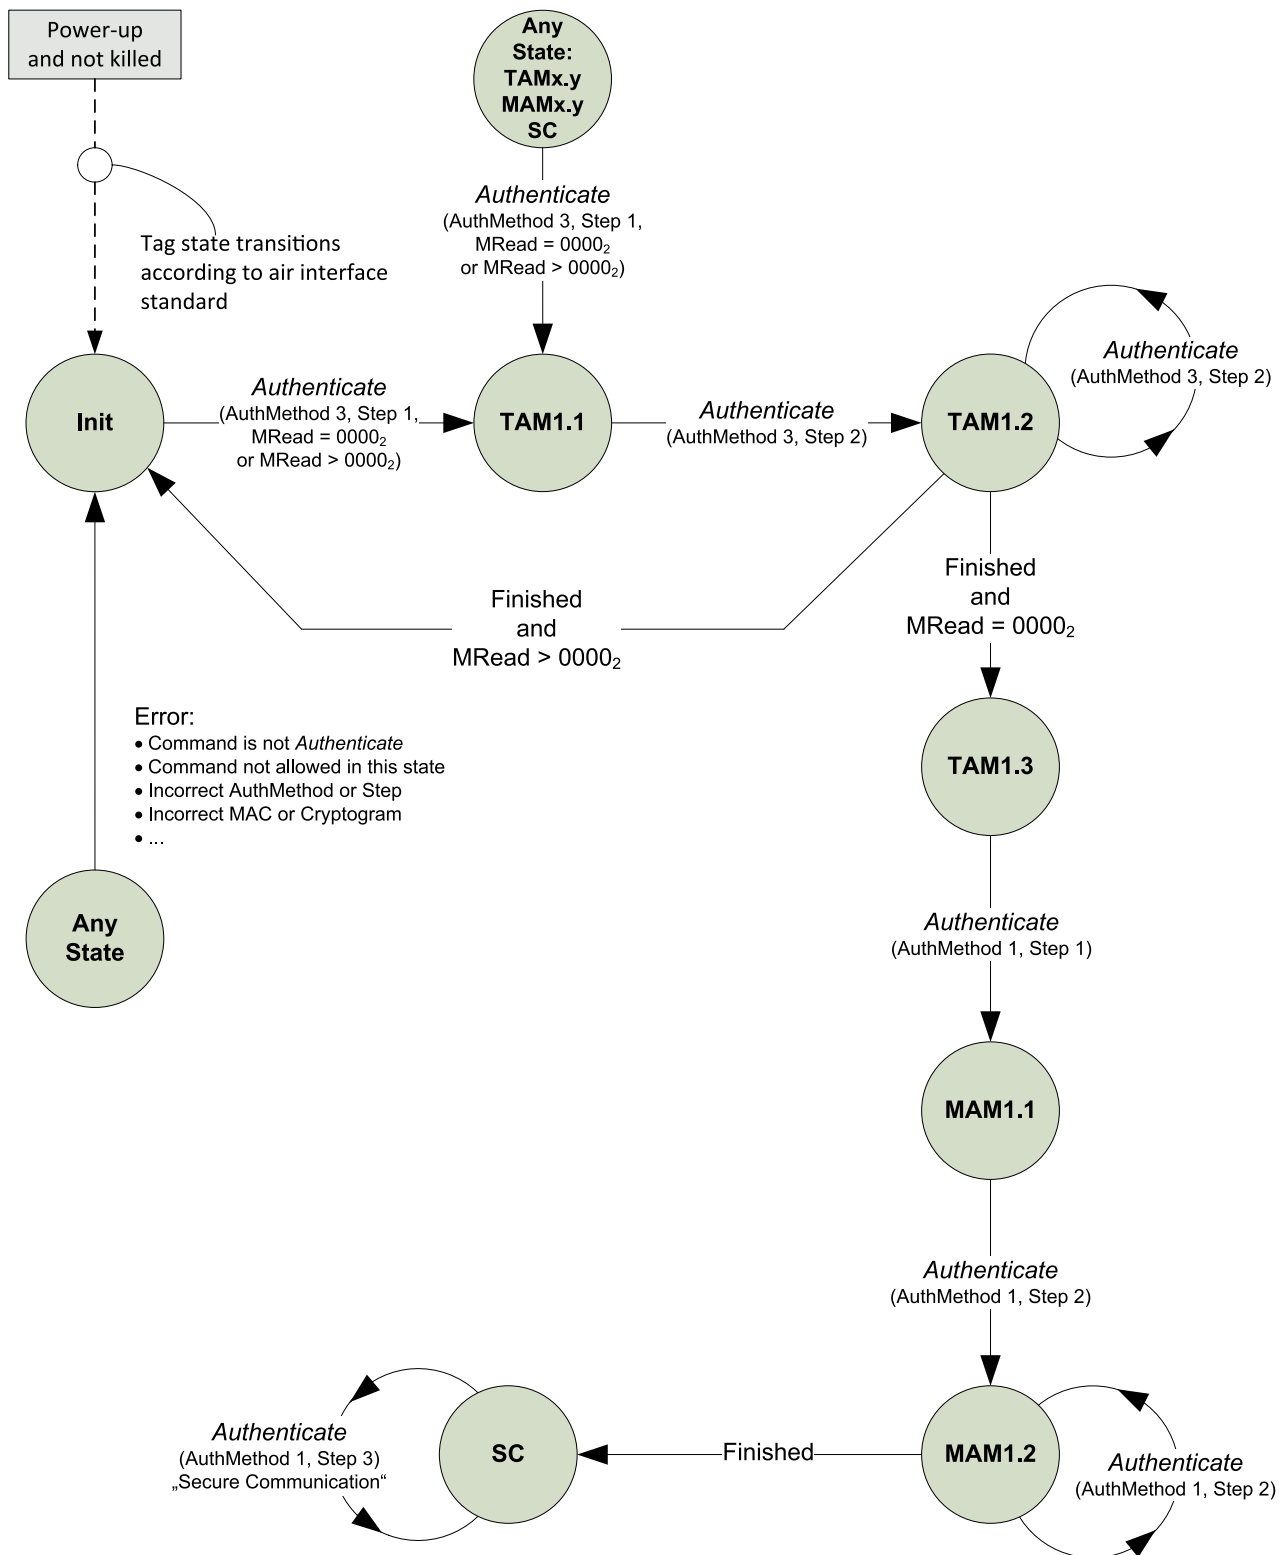 Power-up
and not killed
Any
State:
TAMx.y
MAMx.y
SC
Authenticate
(AuthMethod 3, Step 1,
MRead = 0000₂
or MRead > 0000₂)
Tag state transitions
according to air interface
standard
Init
Authenticate
(AuthMethod 3, Step 1,
MRead = 0000₂
or MRead > 0000₂)
TAM1.1
Authenticate
(AuthMethod 3, Step 2)
TAM1.2
Authenticate
(AuthMethod 3, Step 2)
Finished
and
MRead > 0000₂
Finished
and
MRead = 0000₂
Error:
• Command is not Authenticate
• Command not allowed in this state
• Incorrect AuthMethod or Step
• Incorrect MAC or Cryptogram
• ...
TAM1.3
Any
State
Authenticate
(AuthMethod 1, Step 1)
MAM1.1
Authenticate
(AuthMethod 1, Step 2)
Authenticate
(AuthMethod 1, Step 3)
„Secure Communication“
SC
Finished
MAM1.2
Authenticate
(AuthMethod 1, Step 2)